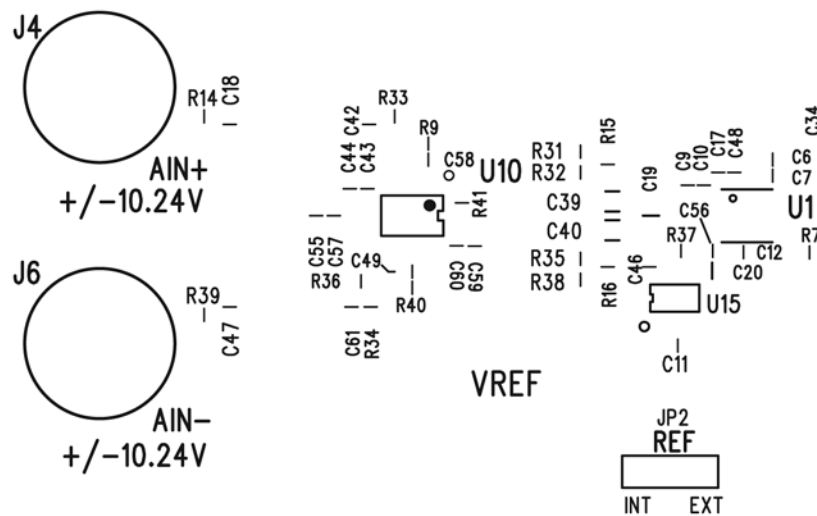 J4
R14
C18
AIN+
+/-10.24V
C42
R33
R9
C44
C43
C58
U10
R41
C55
C57
R36
C49
R40
C60
C59
C61
R34
R31
R32
R15
C39
C40
C19
R35
R38
R16
C46
C9
C10
C17
C48
C34
C6
C7
U1
C56
R37
C12
C20
R7
U15
C11
J6
R39
C47
AIN-
+/-10.24V
VREF
JP2
REF
INT EXT